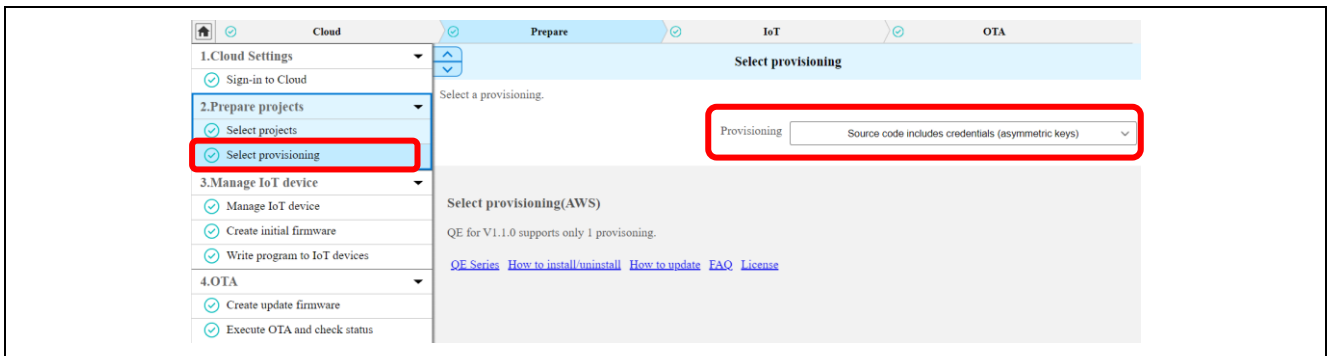 Cloud
Prepare
IoT
OTA
1.Cloud Settings
Sign-in to Cloud
2.Prepare projects
Select projects
Select provisioning
3.Manage IoT device
Manage IoT device
Create initial firmware
Write program to IoT devices
4.OTA
Create update firmware
Execute OTA and check status
Select provisioning
Select a provisioning.
Provisioning Source code includes credentials (asymmetric keys)
Select provisioning(AWS)
QE for V1.1.0 supports only 1 provisoning.
QE Series How to install/uninstall How to update FAQ License